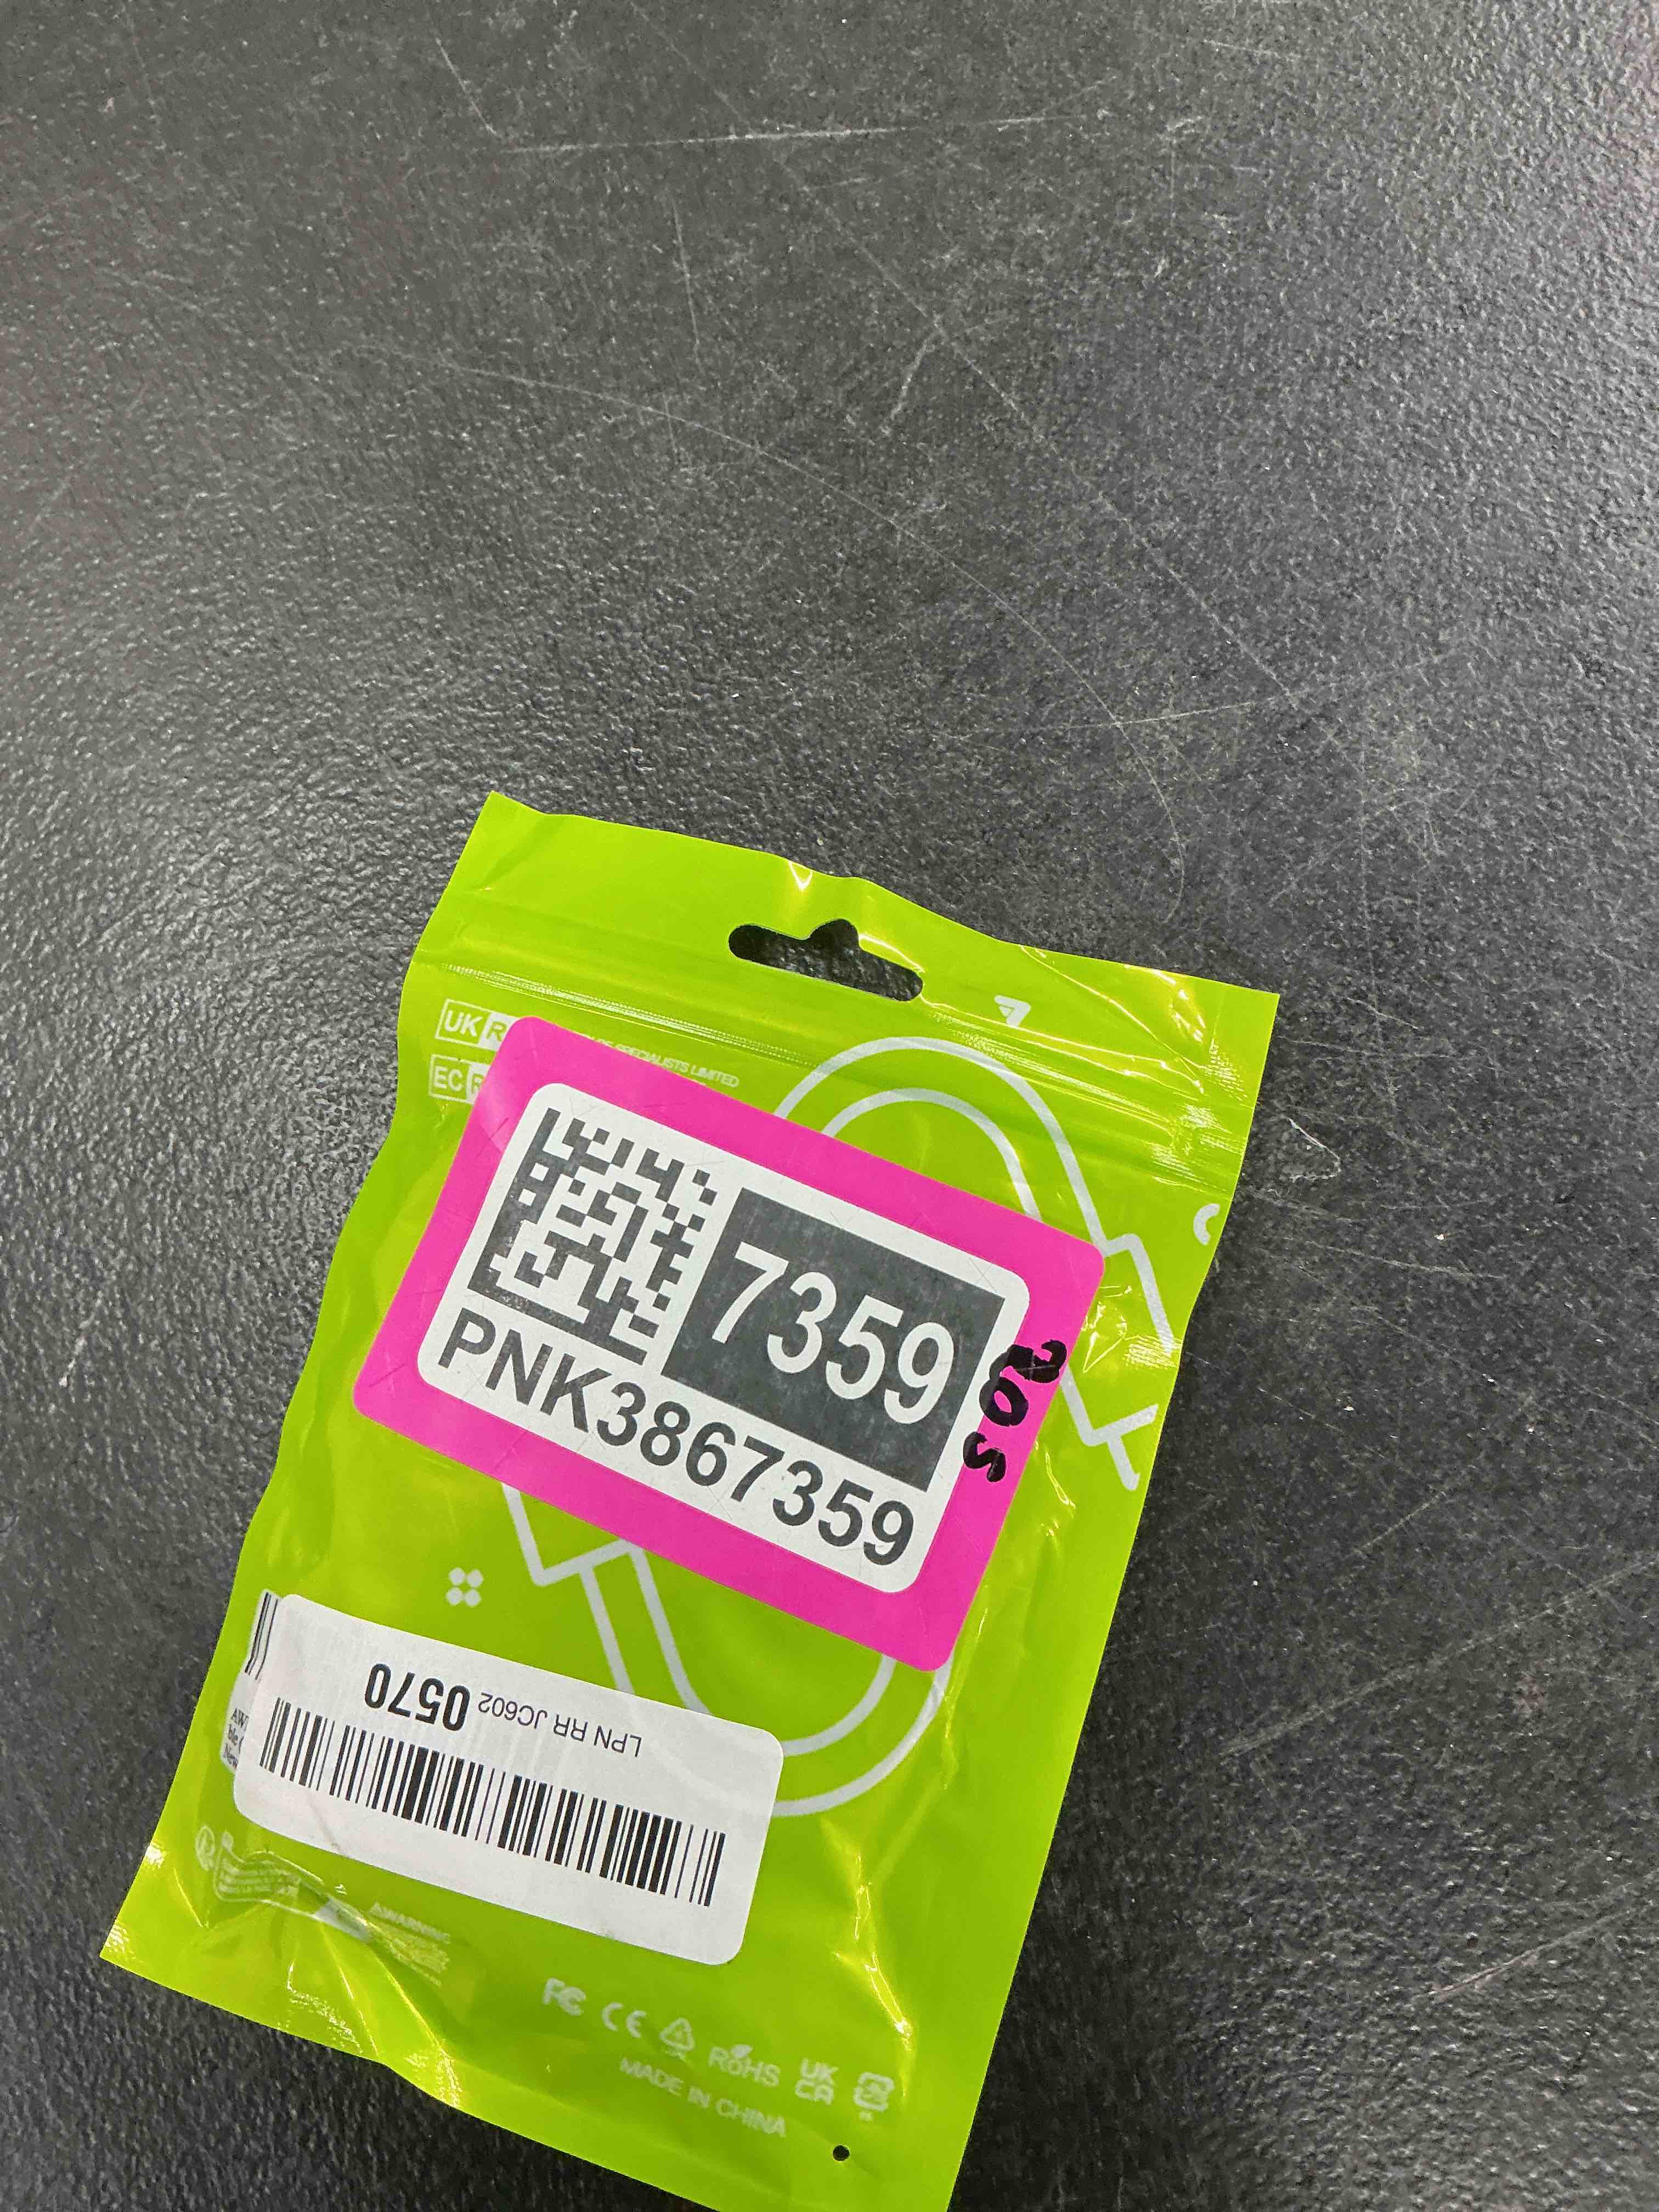 UK R
SPECIALISTS LIMITED
EC
7359
PNK3867359
20s
LPN RR JC602 0570
WARNING
FC CE RoHS UK CA
MADE IN CHINA